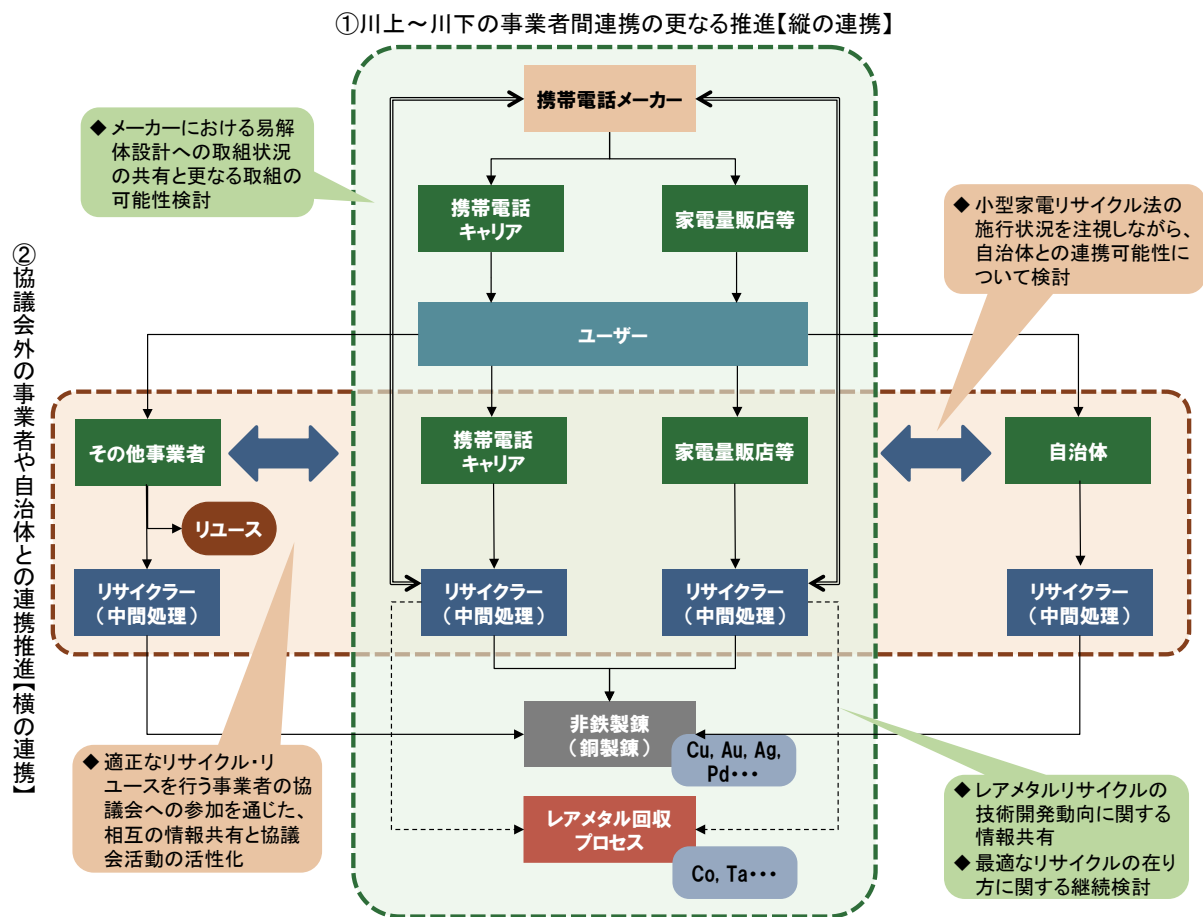 ①川上～川下の事業者間連携の更なる推進【縦の連携】
②協議会外の事業者や自治体との連携推進【横の連携】
携帯電話メーカー
◆メーカーにおける易解
体設計への取組状況
の共有と更なる取組の
可能性検討
携帯電話
キャリア
家電量販店等
◆小型家電リサイクル法の
施行状況を注視しながら、
自治体との連携可能性に
ついて検討
ユーザー
その他事業者
携帯電話
キャリア
家電量販店等
自治体
リユース
リサイクラー
（中間処理）
リサイクラー
（中間処理）
リサイクラー
（中間処理）
リサイクラー
（中間処理）
非鉄製錬
（銅製錬）
Cu, Au, Ag,
Pd･･･
◆適正なリサイクル・リ
ユースを行う事業者の協
議会への参加を通じた、
相互の情報共有と協議
会活動の活性化
レアメタル回収
プロセス
Co, Ta･･･
◆レアメタルリサイクルの
技術開発動向に関する
情報共有
◆最適なリサイクルの在り
方に関する継続検討